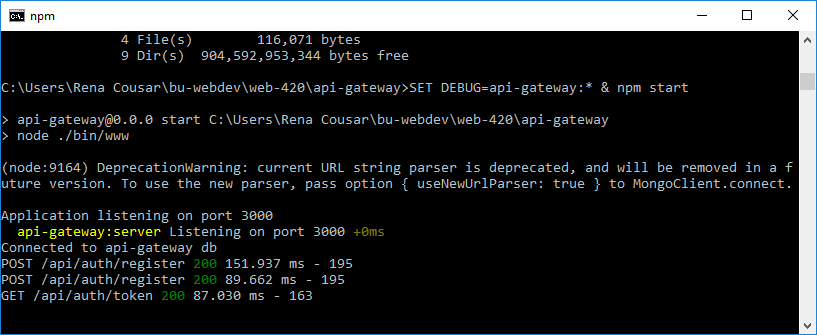 npm
4 File(s) 116,071 bytes
9 Dir(s) 904,592,953,344 bytes free
C:\Users\Rena Cousar\bu-webdev\web-420\api-gateway>SET DEBUG=api-gateway:* & npm start
> api-gateway@0.0.0 start C:\Users\Rena Cousar\bu-webdev\web-420\api-gateway
> node ./bin/www
(node:9164) DeprecationWarning: current URL string parser is deprecated, and will be removed in a f
uture version. To use the new parser, pass option { useNewUrlParser: true } to MongoClient.connect.
Application listening on port 3000
api-gateway:server Listening on port 3000 +0ms
Connected to api-gateway db
POST /api/auth/register 200 151.937 ms - 195
POST /api/auth/register 200 89.662 ms - 195
GET /api/auth/token 200 87.030 ms - 163